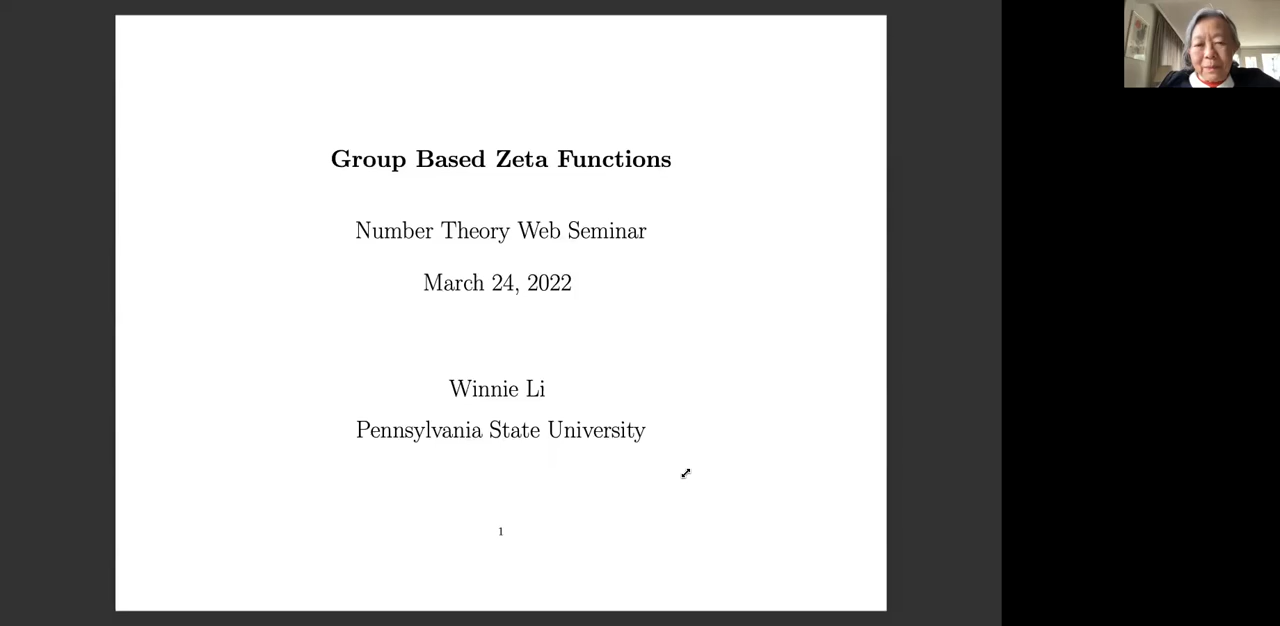 Group Based Zeta Functions
Number Theory Web Seminar
March 24, 2022
Winnie Li
Pennsylvania State University
1